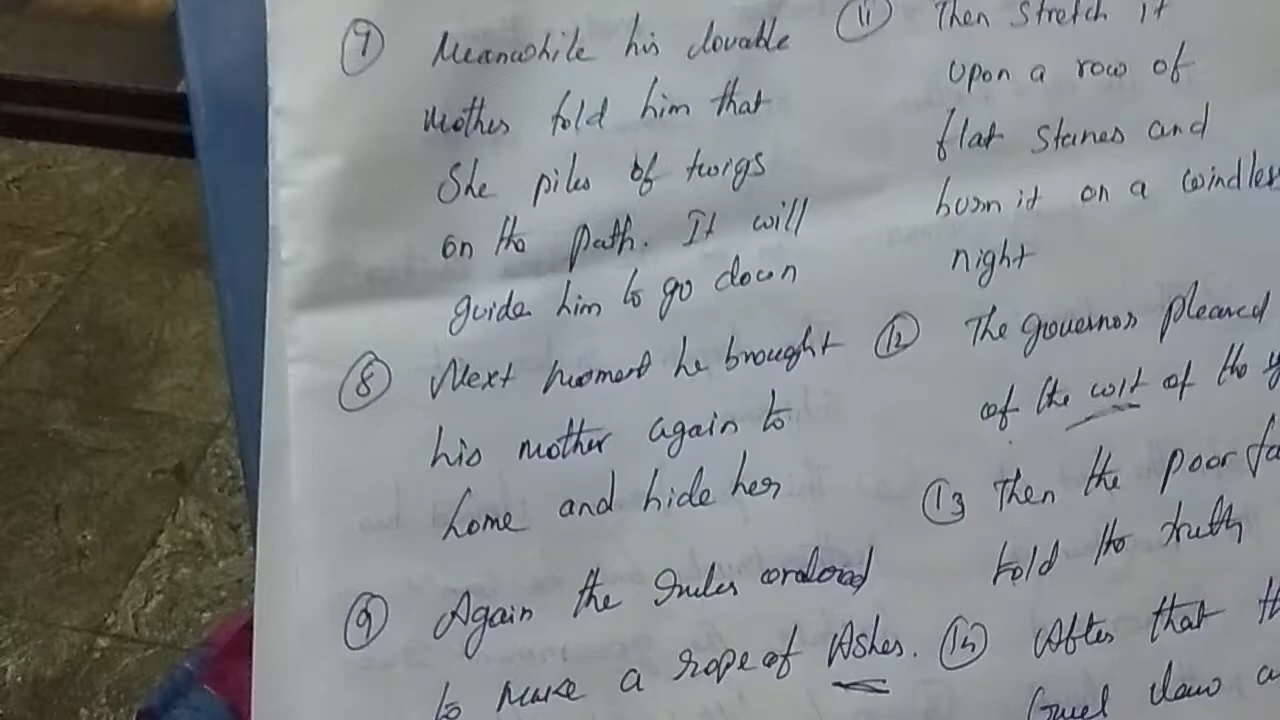 7 Meanwhile his lovable
mother told him that
she piles of twigs
on the path. It will
guide him to go down
8 Next moment he brought
his mother again to
home and hide her
9 Again the ruler ordered
to make a rope of Ashes.
11 Then stretch it
upon a row of
flat stones and
burn it on a windless
night
12 The governor pleared
of the wit of the
13 Then the poor
told the truth
14 After that
cruel law